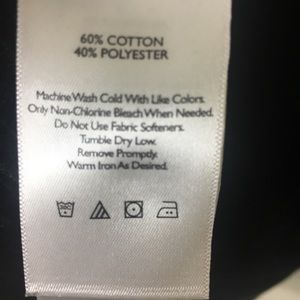 60% COTTON
40% POLYESTER
Machine Wash Cold With Like Colors.
Only Non-Chlorine Bleach When Needed.
Do Not Use Fabric Softeners.
Tumble Dry Low.
Remove Promptly.
Warm Iron As Desired.